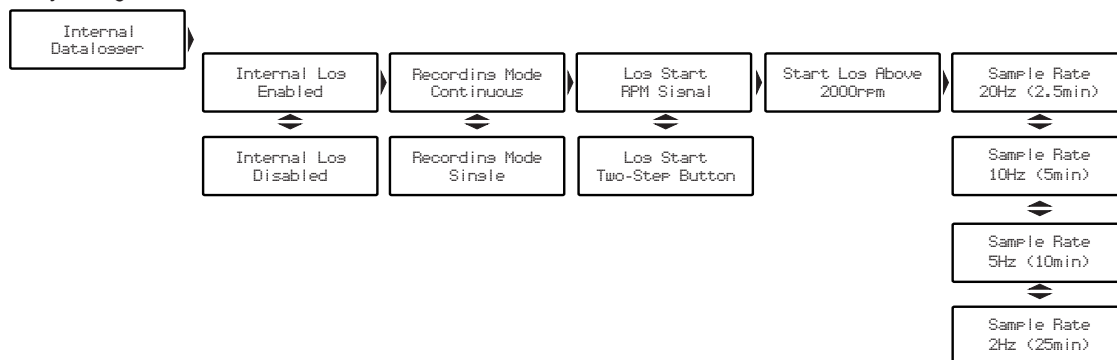 Internal
Datalogger
Internal Log
Enabled
Recording Mode
Continuous
Log Start
RPM Signal
Start Log Above
2000rpm
Sample Rate
20Hz (2.5min)
Internal Log
Disabled
Recording Mode
Single
Log Start
Two-Step Button
Sample Rate
10Hz (5min)
Sample Rate
5Hz (10min)
Sample Rate
2Hz (25min)